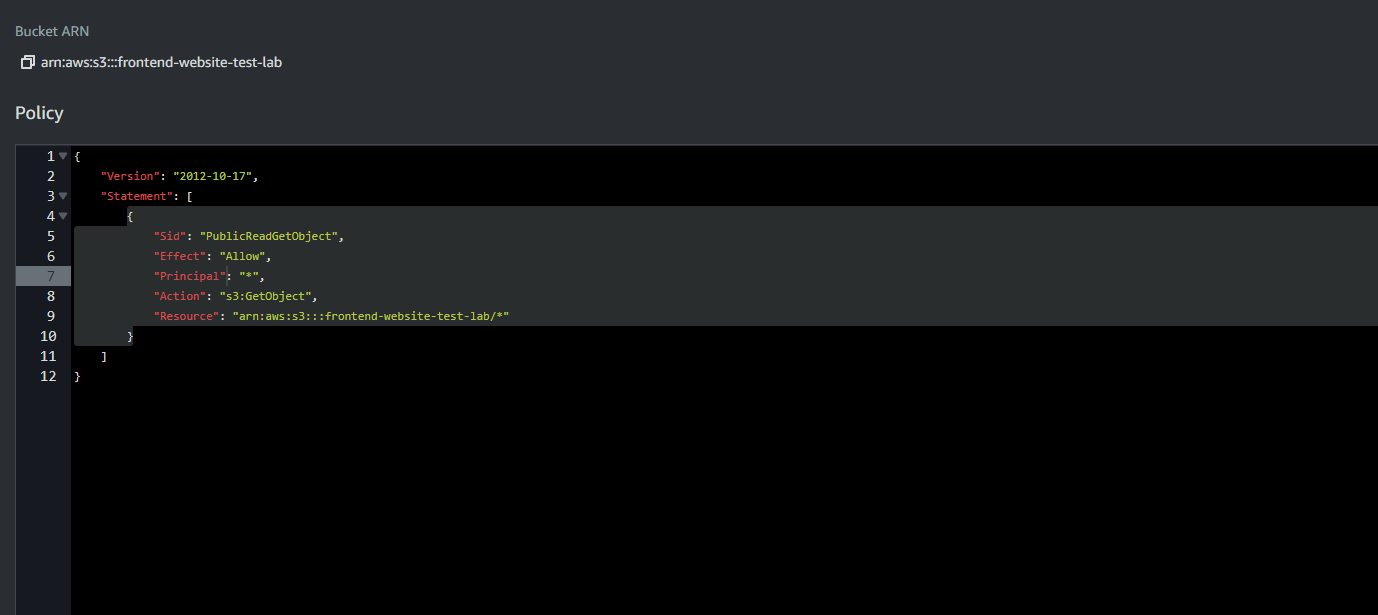 Bucket ARN
arn:aws:s3:::frontend-website-test-lab
Policy
1 {
2 "Version": "2012-10-17",
3 "Statement": [
4 {
5 "Sid": "PublicReadGetObject",
6 "Effect": "Allow",
7 "Principal": "*",
8 "Action": "s3:GetObject",
9 "Resource": "arn:aws:s3:::frontend-website-test-lab/*"
10 }
11 ]
12 }